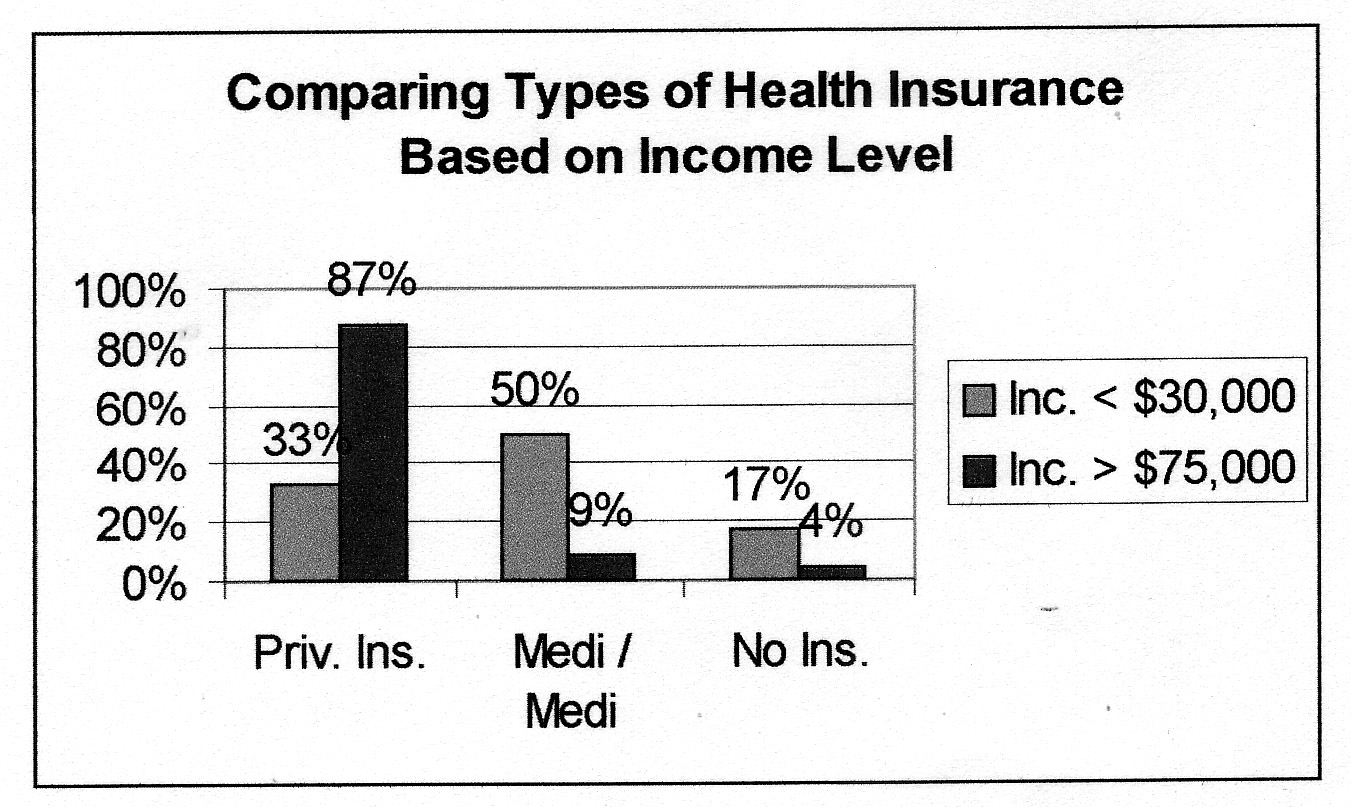 Comparing Types of Health Insurance
Based on Income Level
100%
80%
60%
40%
20%
0%
33%
87%
50%
9%
17%
4%
Priv. Ins.
Medi /
Medi
No Ins.
Inc. < $30,000
Inc. > $75,000